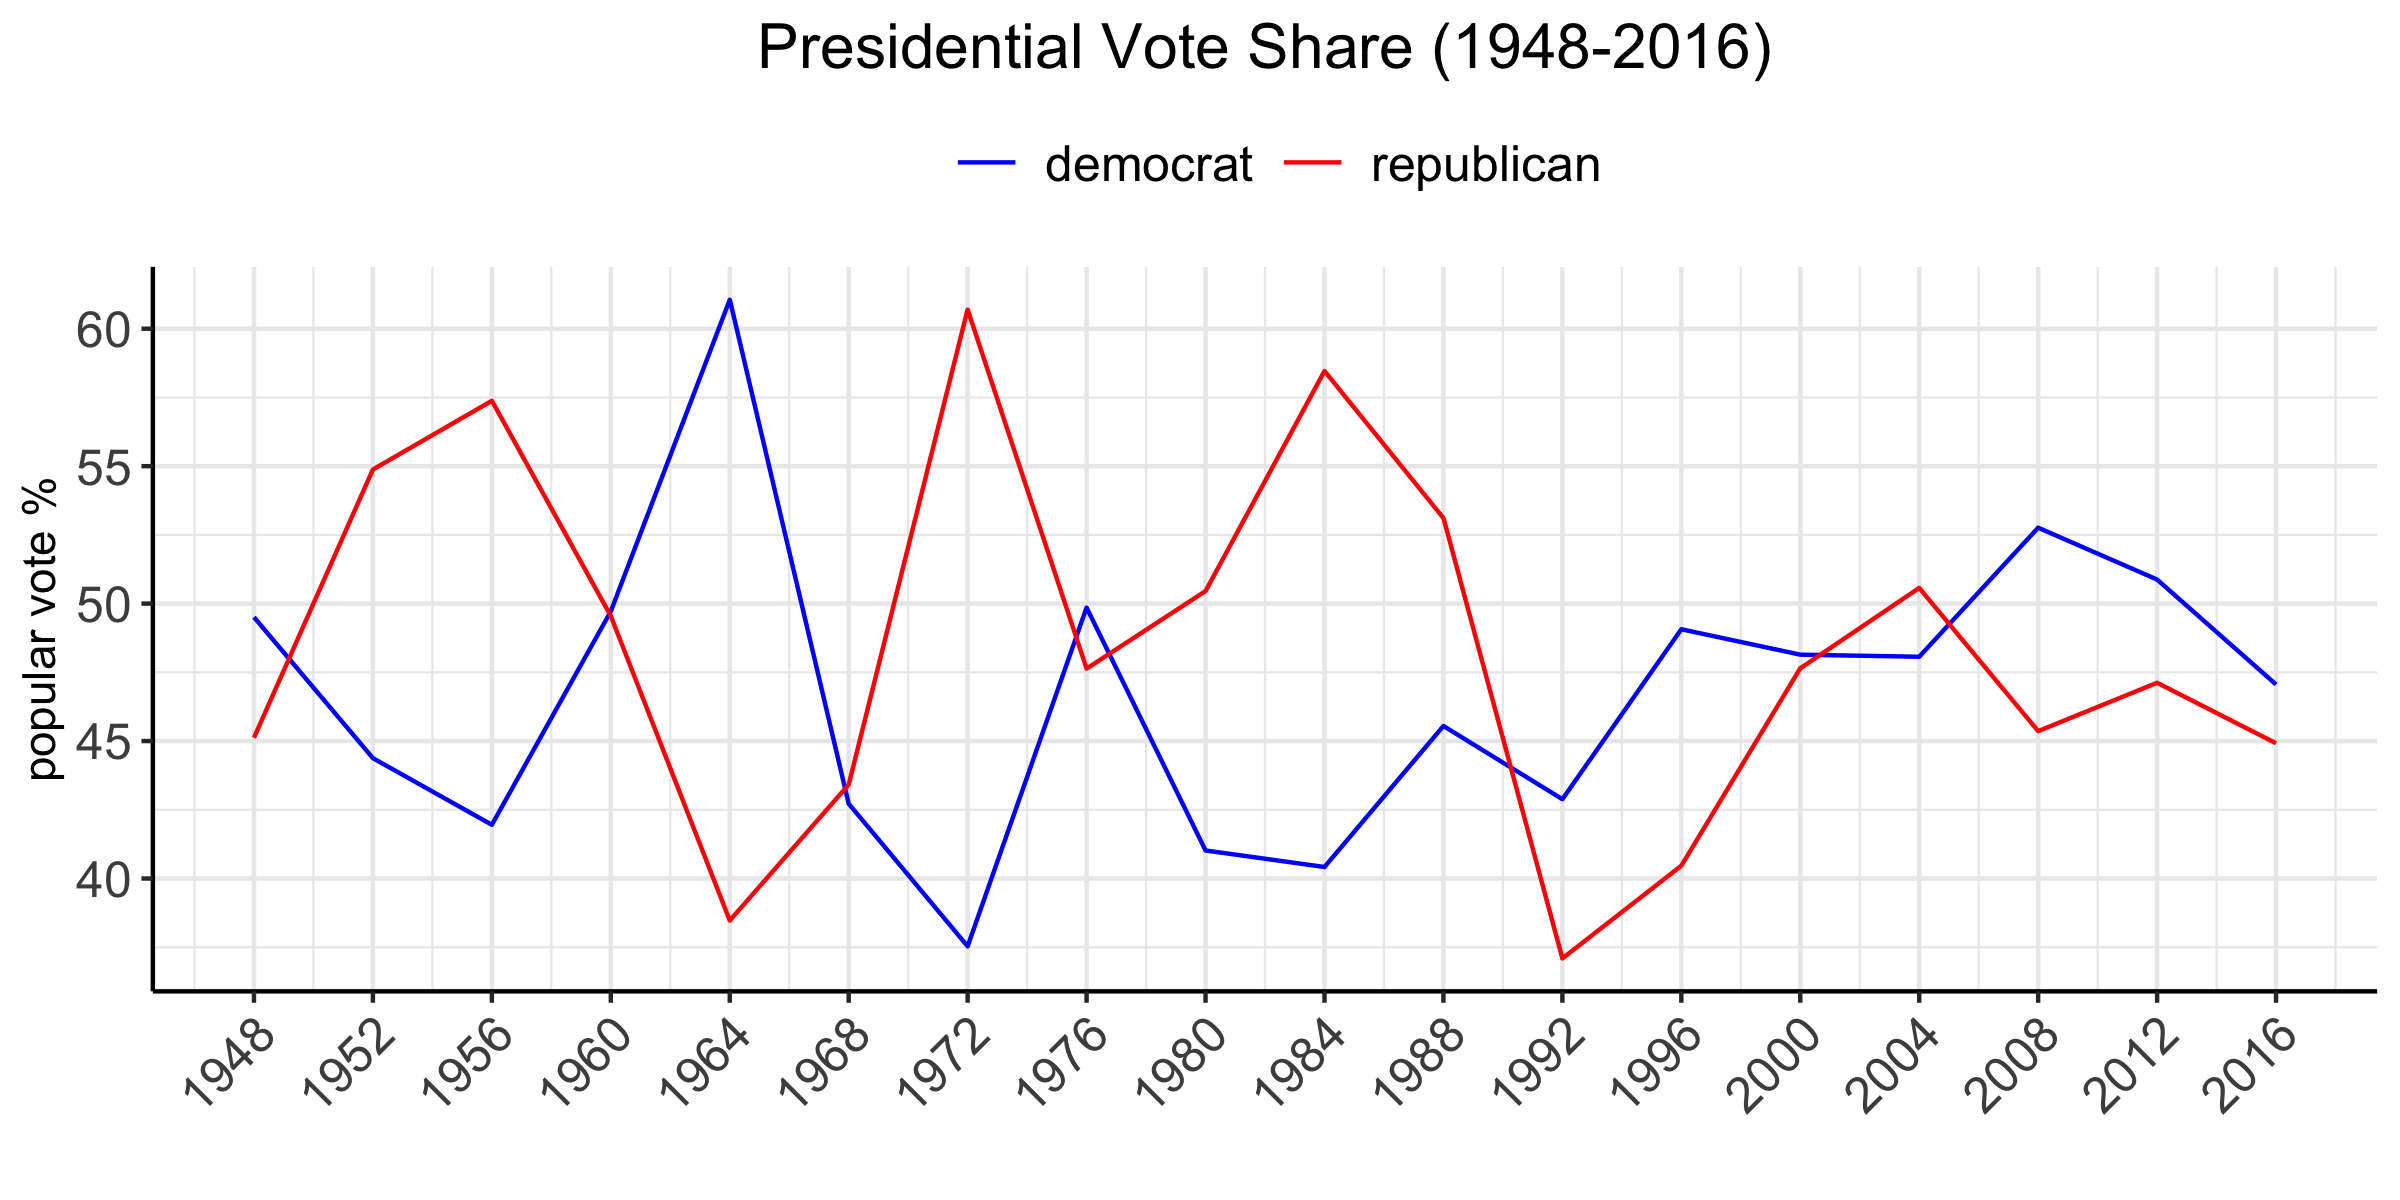 Presidential Vote Share (1948-2016)
democrat republican
popular vote %
60
55
50
45
40
1948 1952 1956 1960 1964 1968 1972 1976 1980 1984 1988 1992 1996 2000 2004 2008 2012 2016